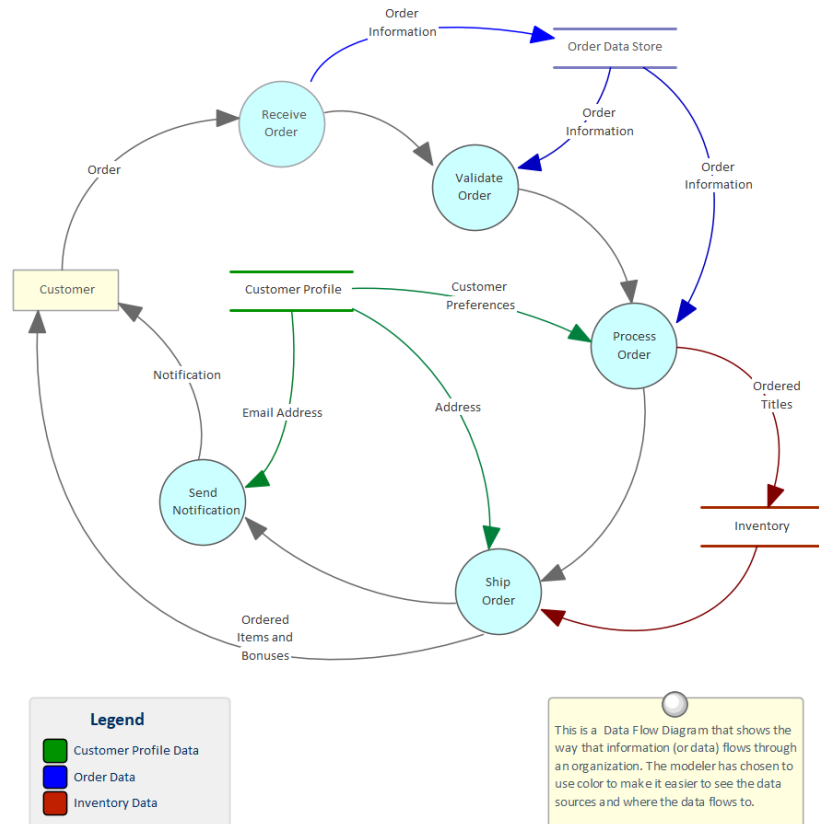 Order
Information
Order Data Store
Receive
Order
Order
Information
Order
Validate
Order
Order
Information
Customer
Customer Profile
Customer
Preferences
Process
Order
Notification
Email Address
Address
Ordered
Titles
Send
Notification
Inventory
Ship
Order
Ordered
Items and
Bonuses
Legend
Customer Profile Data
Order Data
Inventory Data
This is a Data Flow Diagram that shows the
way that information (or data) flows through
an organization. The modeler has chosen to
use color to make it easier to see the data
sources and where the data flows to.